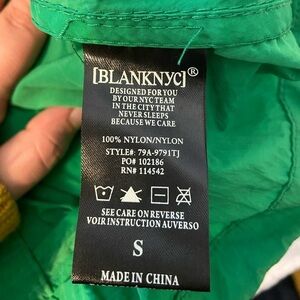 [BLANKNYC]®
DESIGNED FOR YOU
BY OUR NYC TEAM
IN THE CITY THAT
NEVER SLEEPS
BECAUSE WE CARE
100% NYLON/NYLON
STYLE#: 79A-9791TJ
PO# 102186
RN# 114542
SEE CARE ON REVERSE
VOIR INSTRUCTION AUVERSO
S
MADE IN CHINA